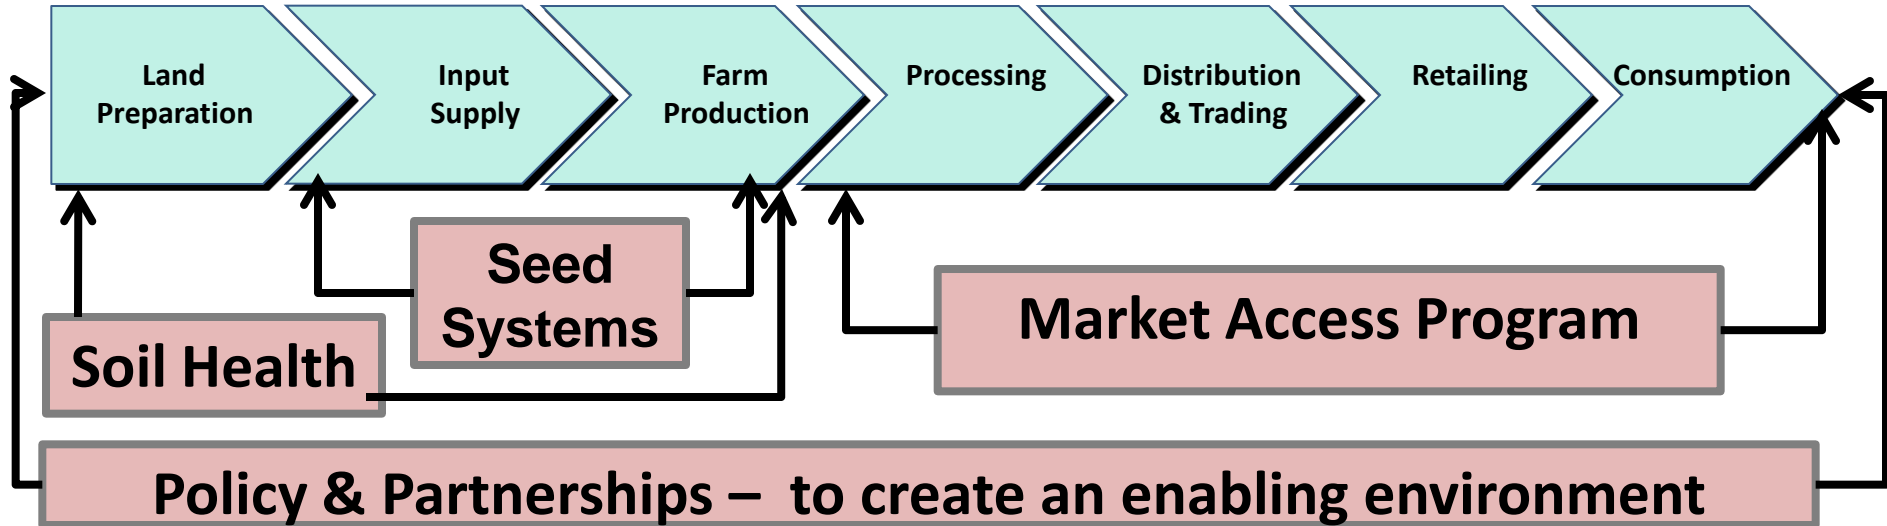 Land
Preparation
Input
Supply
Farm
Production
Processing
Distribution
& Trading
Retailing
Consumption
Seed
Systems
Soil Health
Market Access Program
Policy & Partnerships – to create an enabling environment